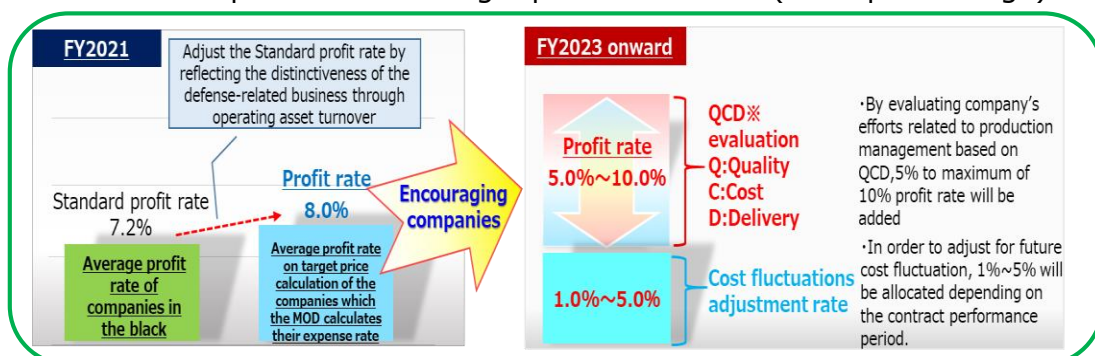 FY2021
Adjust the Standard profit rate by
reflecting the distinctiveness of the
defense-related business through
operating asset turnover
Standard profit rate
7.2%
Profit rate
8.0%
Average profit
rate of
companies in
the black
Average profit rate
on target price
calculation of the
companies which
the MOD calculates
their expense rate
Encouraging
companies
FY2023 onward
Profit rate
5.0%~10.0%
QCD※
evaluation
Q:Quality
C:Cost
D:Delivery
1.0%~5.0%
Cost fluctuations
adjustment rate
・By evaluating company's
efforts related to production
management based on
QCD,5% to maximum of
10% profit rate will be
added
・In order to adjust for future
cost fluctuation, 1%~5% will
be allocated depending on
the contract performance
period.